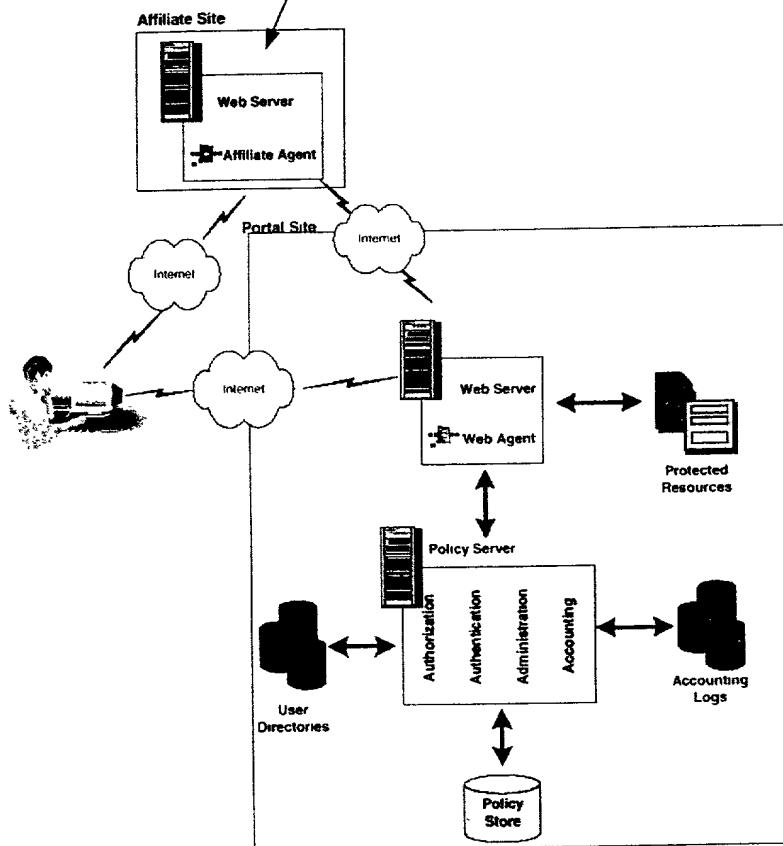 Affiliate Site
Web Server
Affiliate Agent
Portal Site
Internet
Internet
Internet
Web Server
Web Agent
Protected
Resources
Policy Server
Authorization
Authentication
Administration
Accounting
User
Directories
Accounting
Logs
Policy
Store